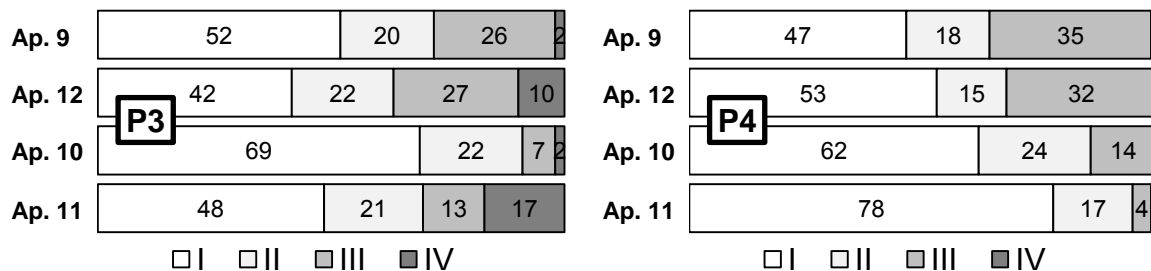 Ap. 9 52 20 26 2
Ap. 12 42 22 27 10
P3
Ap. 10 69 22 7 2
Ap. 11 48 21 13 17
I II III IV
Ap. 9 47 18 35
Ap. 12 53 15 32
P4
Ap. 10 62 24 14
Ap. 11 78 17 4
I II III IV